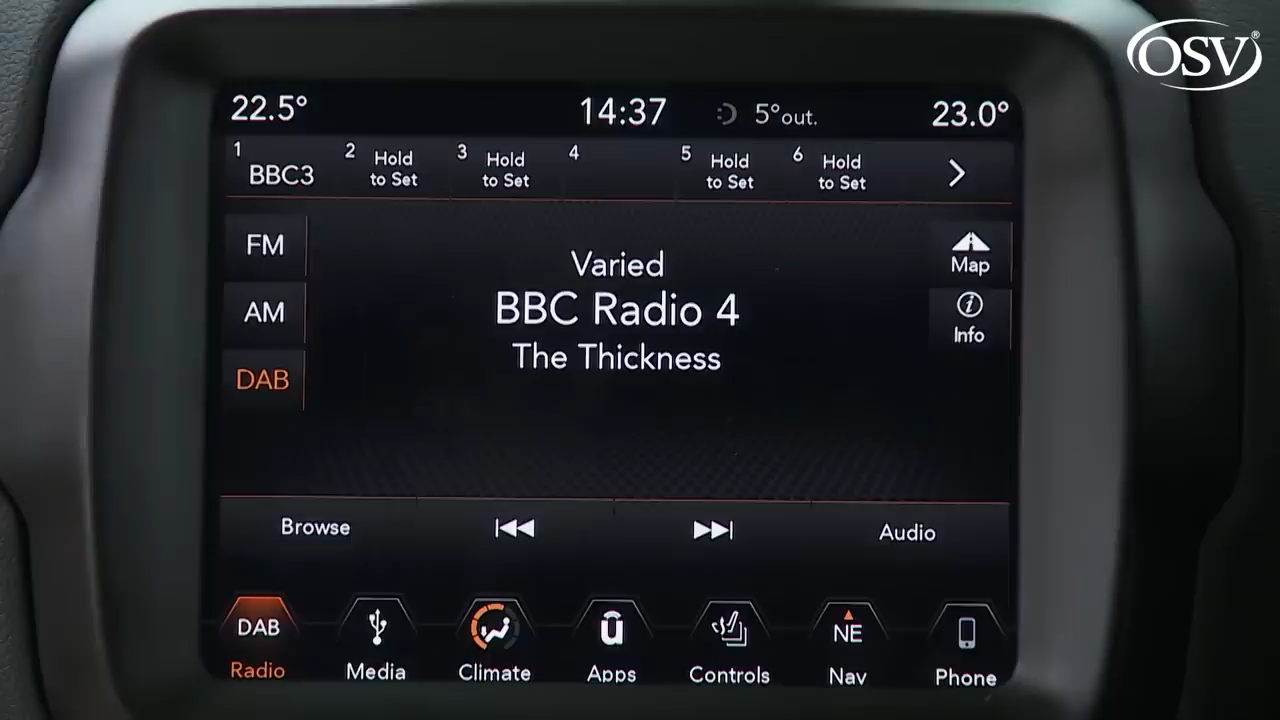 OSV®
22.5° 14:37 5°out. 23.0°
1 BBC3 2 Hold to Set 3 Hold to Set 4 5 Hold to Set 6 Hold to Set
FM
AM
DAB
Varied
BBC Radio 4
The Thickness
Map
Info
Browse Audio
DAB NE
Radio Media Climate Apps Controls Nav Phone